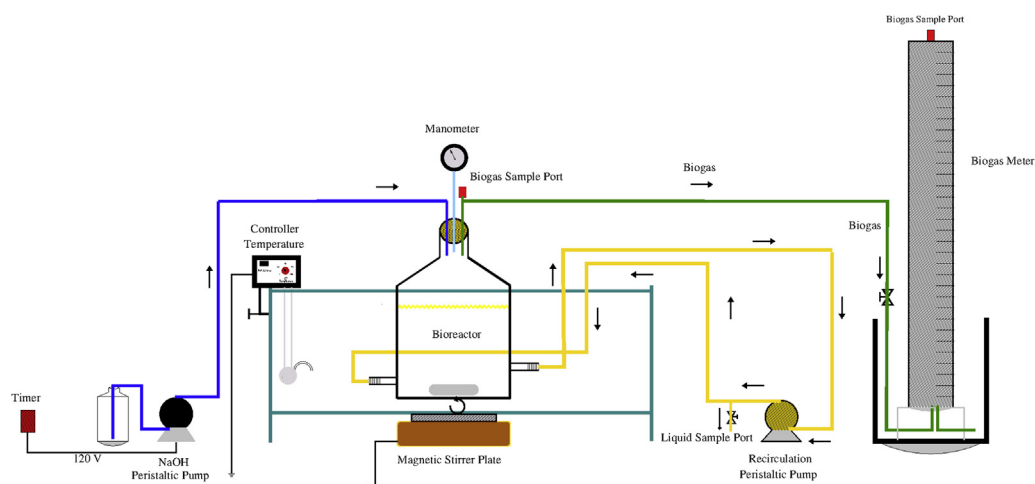 Biogas Sample Port
Manometer
Biogas Sample Port
Biogas
Biogas Meter
Controller
Temperature
Biogas
Bioreactor
Timer
120 V
NaOH
Peristaltic Pump
Magnetic Stirrer Plate
Liquid Sample Port
Recirculation
Peristaltic Pump